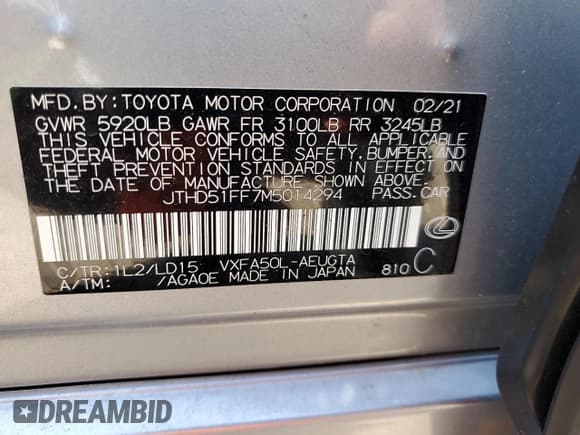 MFD. BY: TOYOTA MOTOR CORPORATION 02/21
GVWR 5920LB GAWR FR 3100LB RR 3245LB
THIS VEHICLE CONFORMS TO ALL APPLICABLE
FEDERAL MOTOR VEHICLE SAFETY, BUMPER, AND
THEFT PREVENTION STANDARDS IN EFFECT ON
THE DATE OF MANUFACTURE SHOWN ABOVE.
JTHD51FF7M5014294 PASS. CAR
C/TR: 1L2/LD15 VXFA50L-AEUGTA
A/TM: /AGAOE MADE IN JAPAN 810 C
DREAMBID